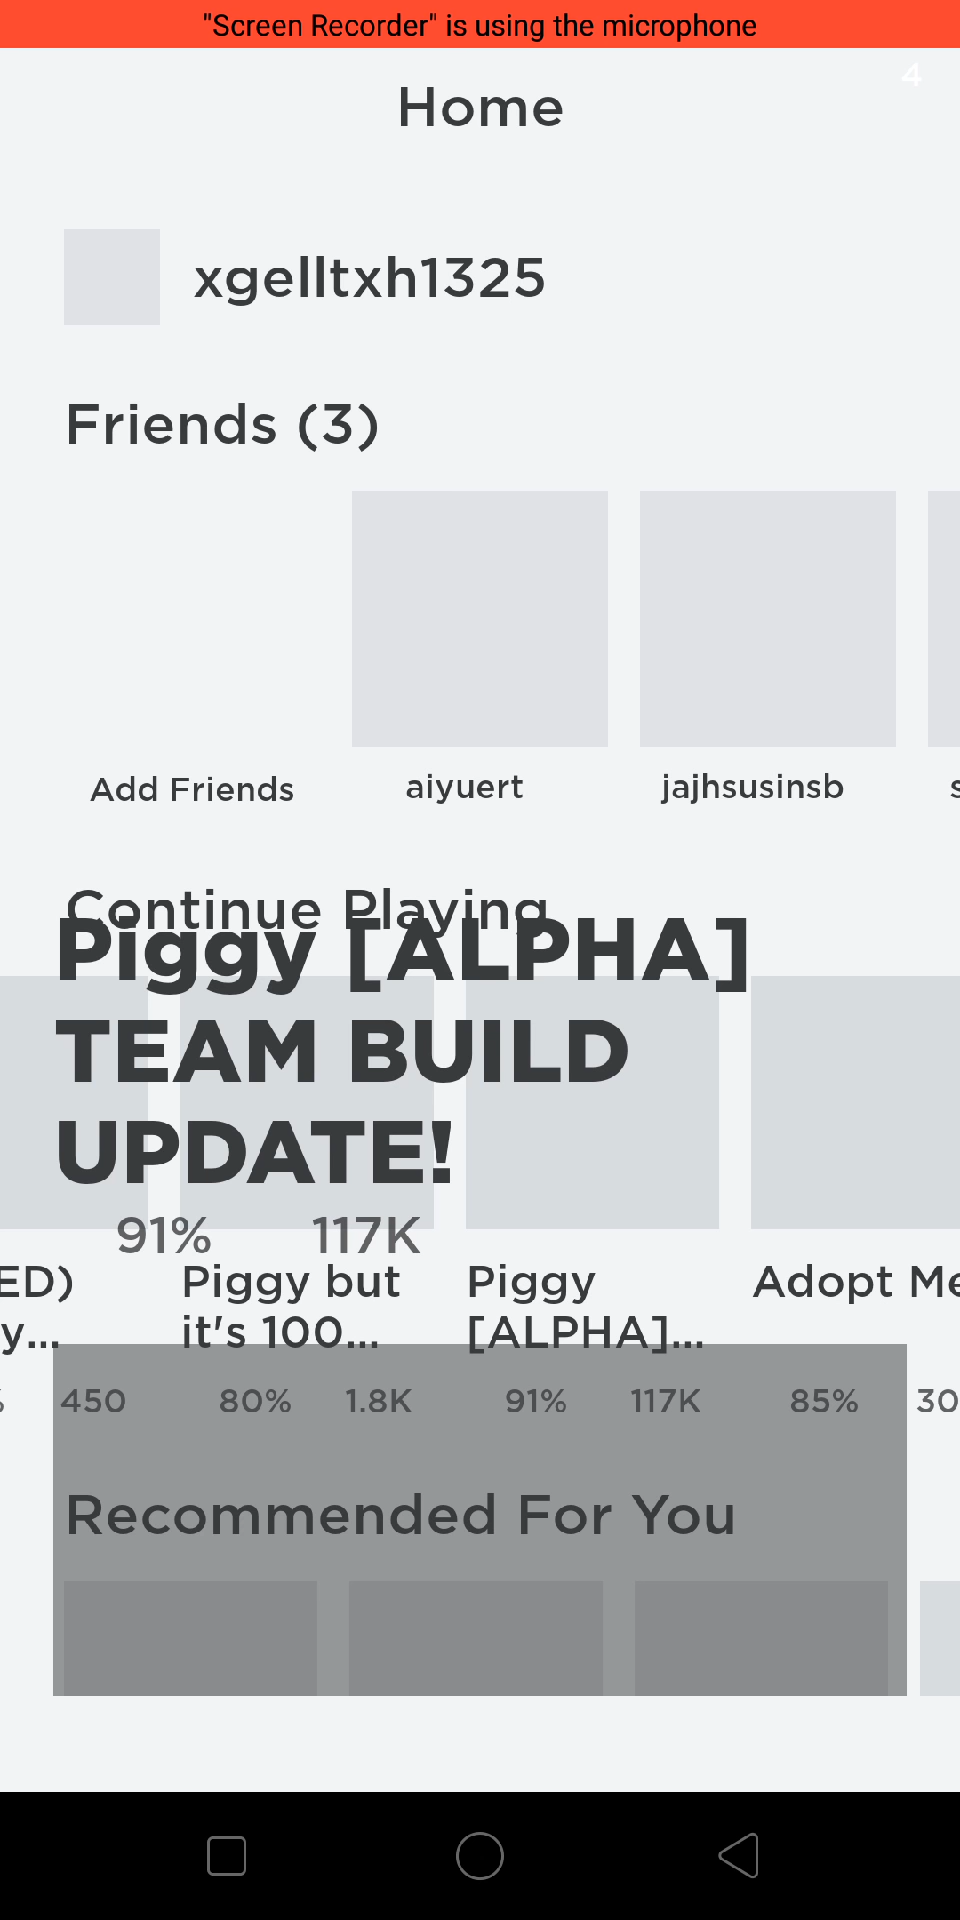 "Screen Recorder" is using the microphone
4
Home
xgelltxh1325
Friends (3)
Add Friends
aiyuert
jajhsusinsb
s
Continue Playing
Piggy [ALPHA]
TEAM BUILD
UPDATE!
91% 117K
ED)
y...
Piggy but
it's 100...
Piggy
[ALPHA]...
Adopt Me
% 450
80% 1.8K
91% 117K
85% 30
Recommended For You